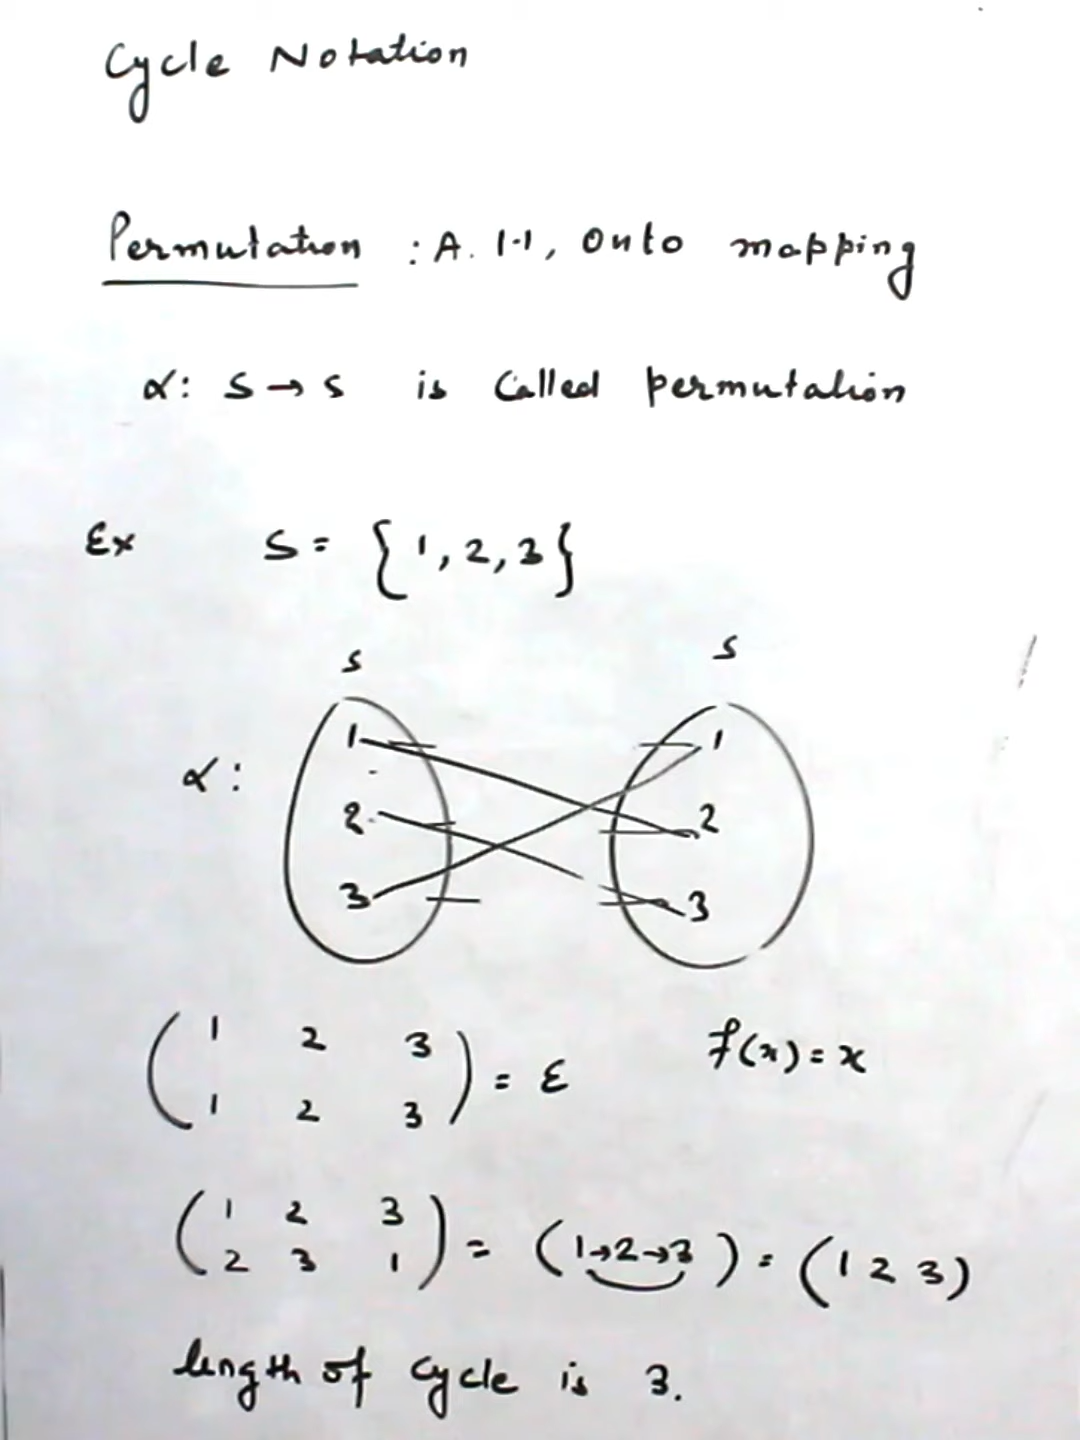 Cycle Notation
Permutation : A. 1-1, Onto mapping
α: S → S is Called permutation
Ex S = {1, 2, 3}
S S
α: 1 1
2 2
3 3
( 1 2 3 ) f(x) = x
( 1 2 3 ) = ε
( 1 2 3 )
( 2 3 1 ) = (1→2→3) = (1 2 3)
length of cycle is 3.